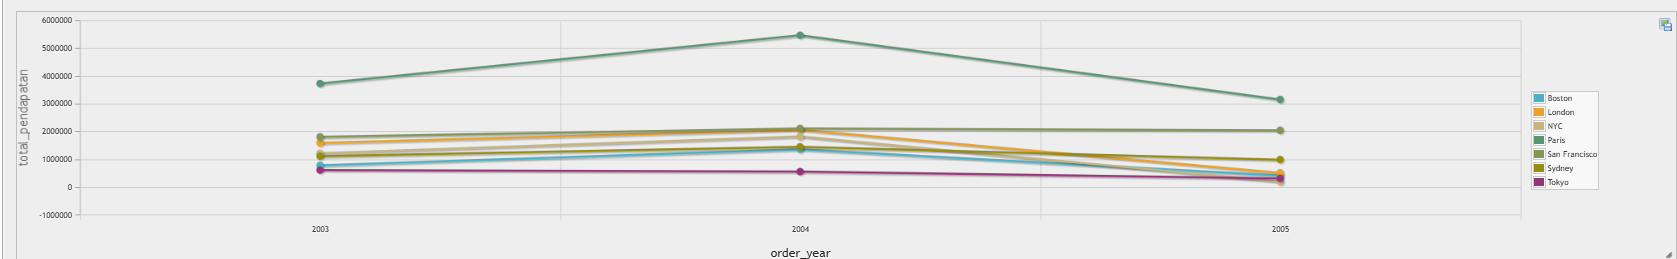 6000000
5000000
4000000
3000000
2000000
1000000
0
-1000000
total_pendapatan
2003
2004
2005
order_year
Boston
London
NYC
Paris
San Francisco
Sydney
Tokyo